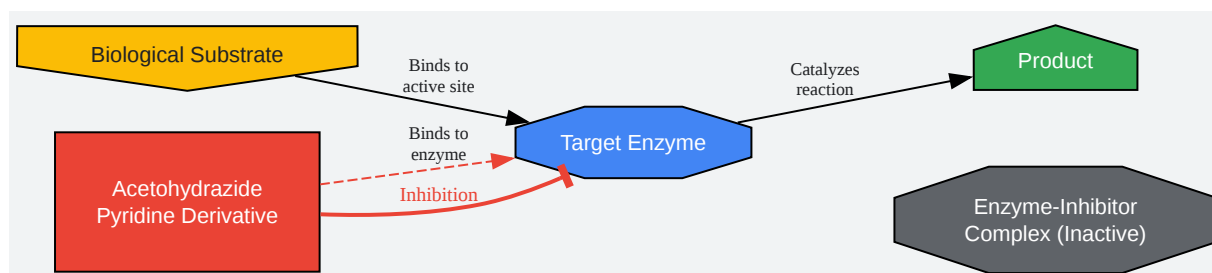 Biological Substrate
Binds to
active site
Catalyzes
reaction
Product
Binds to
enzyme
Target Enzyme
Acetohydrazide
Pyridine Derivative
Inhibition
Enzyme-Inhibitor
Complex (Inactive)